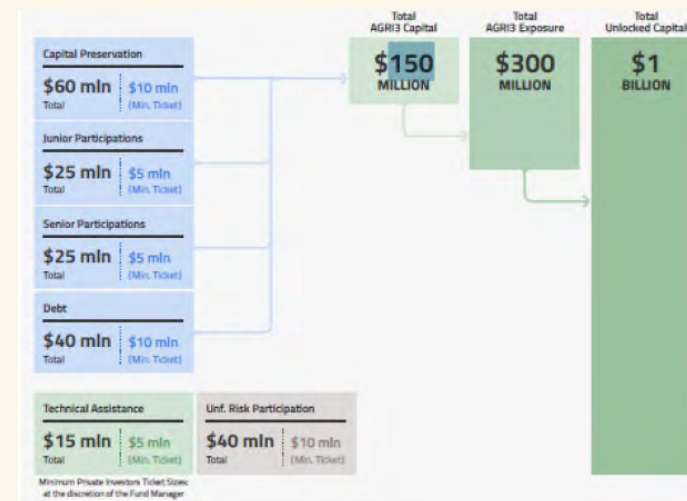 Capital Preservation
$60 mln $10 mln
Total (Min. Ticket)
Junior Participations
$25 mln $5 mln
Total (Min. Ticket)
Senior Participations
$25 mln $5 mln
Total (Min. Ticket)
Debt
$40 mln $10 mln
Total (Min. Ticket)
Technical Assistance
$15 mln $5 mln
Total (Min. Ticket)
Unf. Risk Participation
$40 mln $10 mln
Total (Min. Ticket)
Minimum Private Investors Ticket Sizes:
at the discretion of the Fund Manager
Total
AGRI3 Capital
$150
MILLION
Total
AGRI3 Exposure
$300
MILLION
Total
Unlocked Capital
$1
BILLION